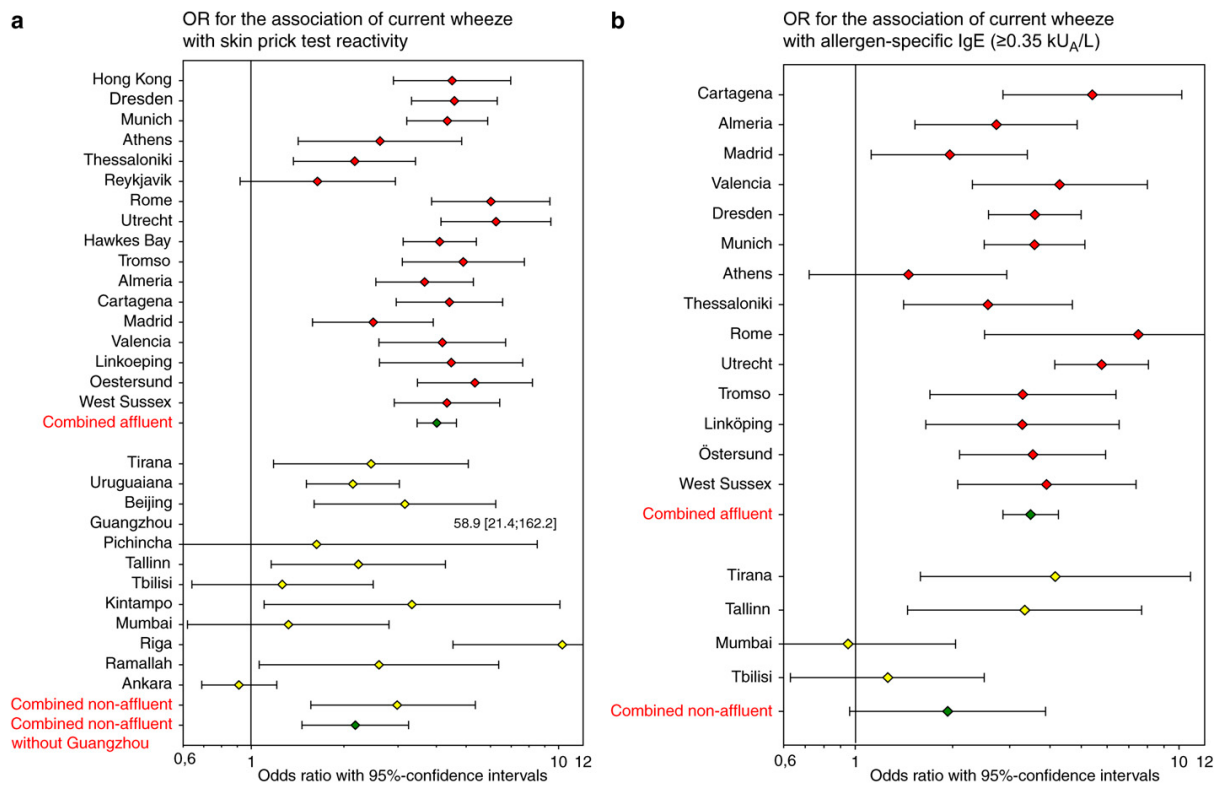 a
OR for the association of current wheeze
with skin prick test reactivity
Hong Kong
Dresden
Munich
Athens
Thessaloniki
Reykjavik
Rome
Utrecht
Hawkes Bay
Tromso
Almeria
Cartagena
Madrid
Valencia
Linkoeping
Oestersund
West Sussex
Combined affluent
Tirana
Uruguaiana
Beijing
Guangzhou 58.9 [21.4;162.2]
Pichincha
Tallinn
Tbilisi
Kintampo
Mumbai
Riga
Ramallah
Ankara
Combined non-affluent
Combined non-affluent
without Guangzhou
0,6 1 2 10 12
Odds ratio with 95%-confidence intervals
b
OR for the association of current wheeze
with allergen-specific IgE (≥0.35 kUA/L)
Cartagena
Almeria
Madrid
Valencia
Dresden
Munich
Athens
Thessaloniki
Rome
Utrecht
Tromso
Linköping
Östersund
West Sussex
Combined affluent
Tirana
Tallinn
Mumbai
Tbilisi
Combined non-affluent
0,6 1 2 10 12
Odds ratio with 95%-confidence intervals